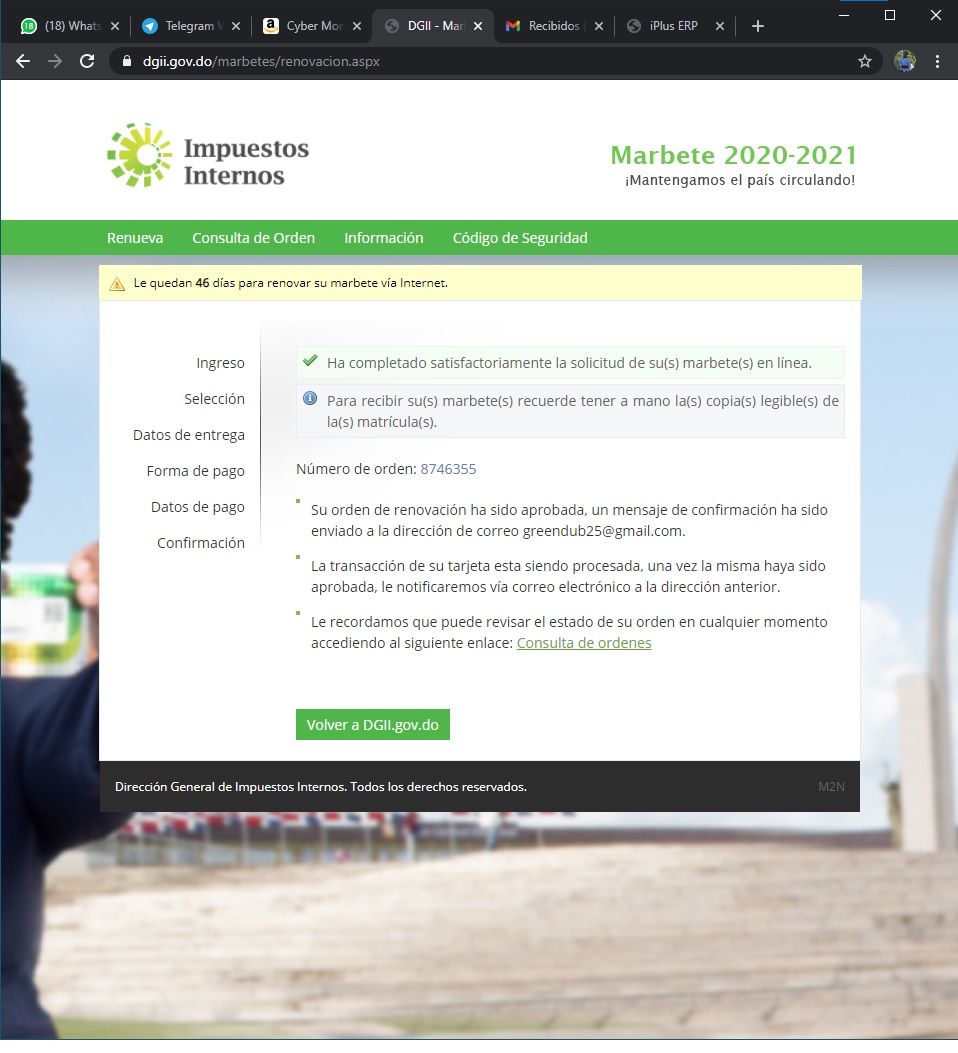 (18) Whats
Telegram
Cyber Mon
DGII - Mar
Recibidos
iPlus ERP
dgii.gov.do/marbetes/renovacion.aspx
Impuestos
Internos
Marbete 2020-2021
¡Mantengamos el país circulando!
Renueva
Consulta de Orden
Información
Código de Seguridad
Le quedan 46 días para renovar su marbete vía Internet.
Ingreso
Selección
Datos de entrega
Forma de pago
Datos de pago
Confirmación
Ha completado satisfactoriamente la solicitud de su(s) marbete(s) en línea.
Para recibir su(s) marbete(s) recuerde tener a mano la(s) copia(s) legible(s) de
la(s) matrícula(s).
Número de orden: 8746355
Su orden de renovación ha sido aprobada, un mensaje de confirmación ha sido
enviado a la dirección de correo greendub25@gmail.com.
La transacción de su tarjeta esta siendo procesada, una vez la misma haya sido
aprobada, le notificaremos vía correo electrónico a la dirección anterior.
Le recordamos que puede revisar el estado de su orden en cualquier momento
accediendo al siguiente enlace: Consulta de ordenes
Volver a DGII.gov.do
Dirección General de Impuestos Internos. Todos los derechos reservados.
M2N